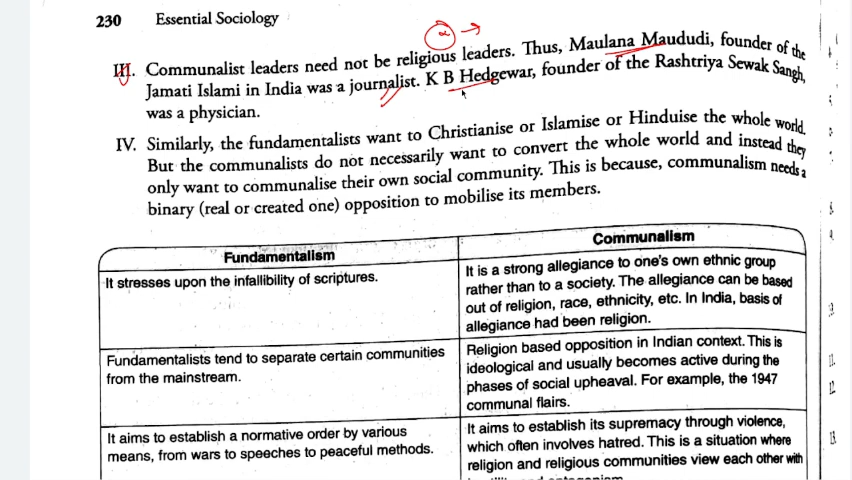 230 Essential Sociology
III. Communalist leaders need not be religious leaders. Thus, Maulana Maududi, founder of the
Jamati Islami in India was a journalist. K B Hedgewar, founder of the Rashtriya Sewak Sangh,
was a physician.
IV. Similarly, the fundamentalists want to Christianise or Islamise or Hinduise the whole world.
But the communalists do not necessarily want to convert the whole world and instead they
only want to communalise their own social community. This is because, communalism needs a
binary (real or created one) opposition to mobilise its members.
Fundamentalism
Communalism
It stresses upon the infallibility of scriptures.
It is a strong allegiance to one's own ethnic group
rather than to a society. The allegiance can be based
out of religion, race, ethnicity, etc. In India, basis of
allegiance had been religion.
Fundamentalists tend to separate certain communities
from the mainstream.
Religion based opposition in Indian context. This is
ideological and usually becomes active during the
phases of social upheaval. For example, the 1947
communal flairs.
It aims to establish a normative order by various
means, from wars to speeches to peaceful methods.
It aims to establish its supremacy through violence,
which often involves hatred. This is a situation where
religion and religious communities view each other with